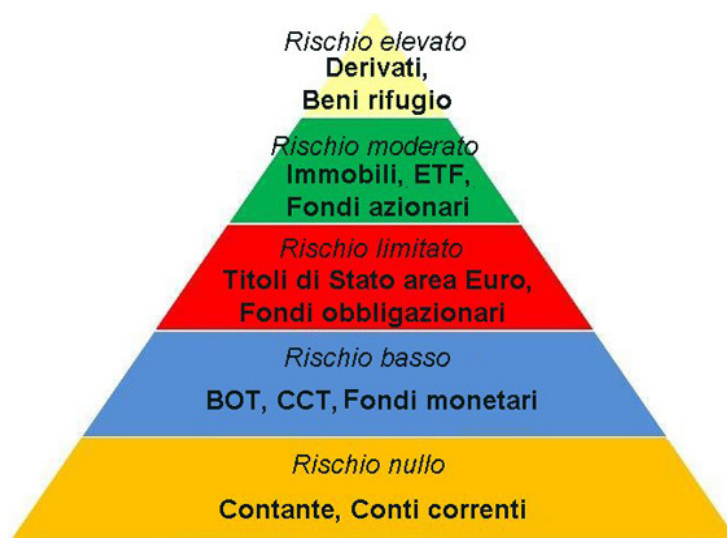 Rischio elevato
Derivati,
Beni rifugio
Rischio moderato
Immobili, ETF,
Fondi azionari
Rischio limitato
Titoli di Stato area Euro,
Fondi obbligazionari
Rischio basso
BOT, CCT, Fondi monetari
Rischio nullo
Contante, Conti correnti